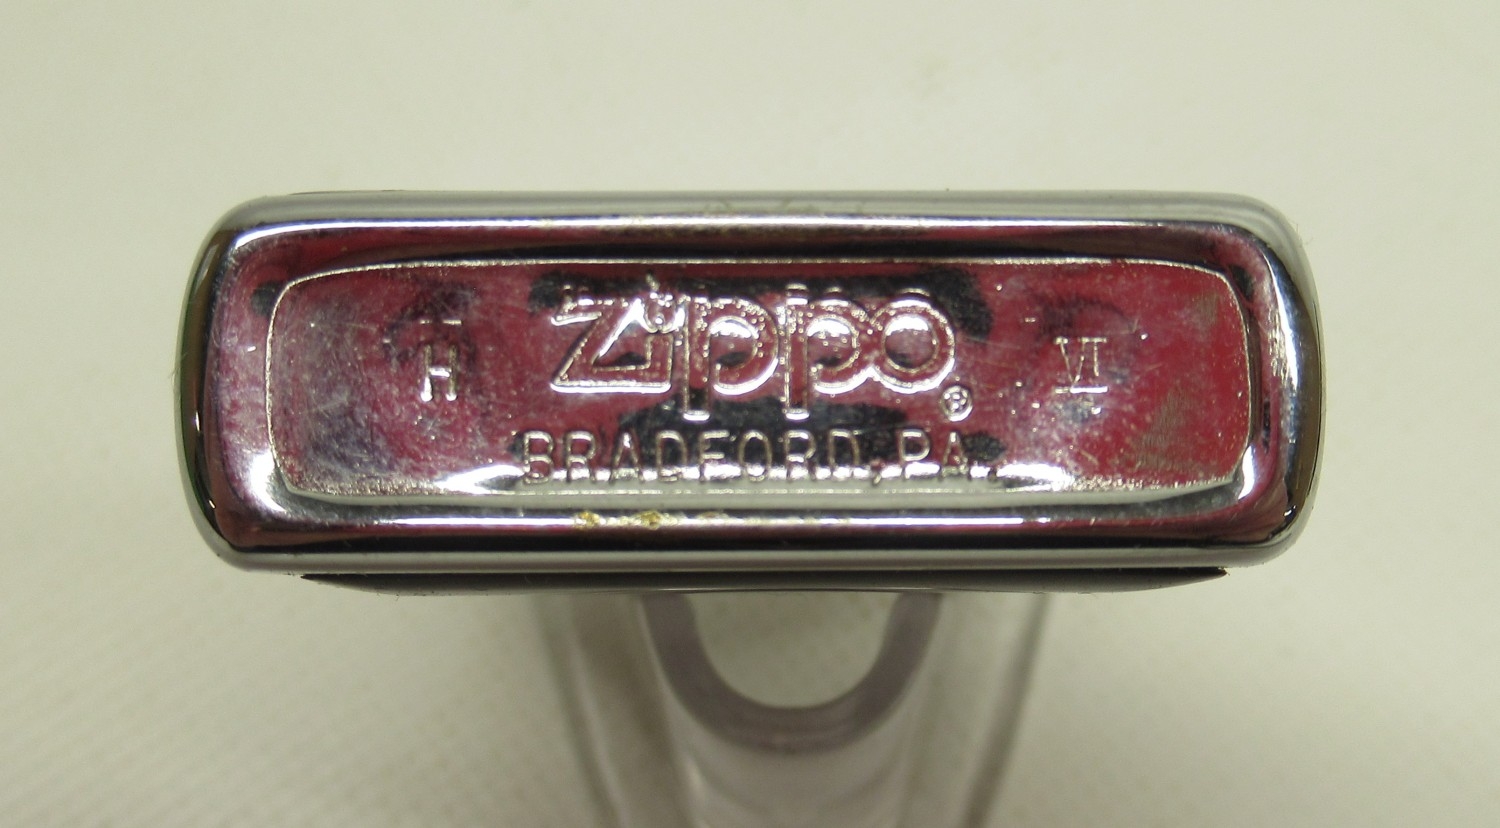 H Zippo® VI
BRADFORD, PA.